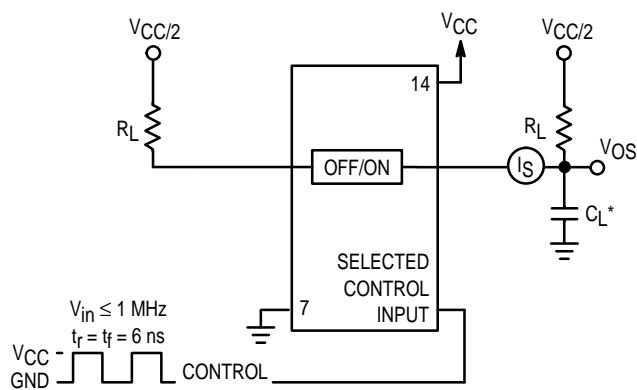 VCC/2
VCC
VCC/2
14
RL
RL
VOS
OFF/ON
IS
CL*
SELECTED
CONTROL
INPUT
7
Vin ≤ 1 MHz
tr = tf = 6 ns
VCC
GND
CONTROL